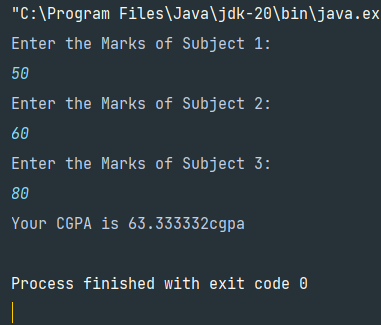 "C:\Program Files\Java\jdk-20\bin\java.ex
Enter the Marks of Subject 1:
50
Enter the Marks of Subject 2:
60
Enter the Marks of Subject 3:
80
Your CGPA is 63.333332cgpa
Process finished with exit code 0